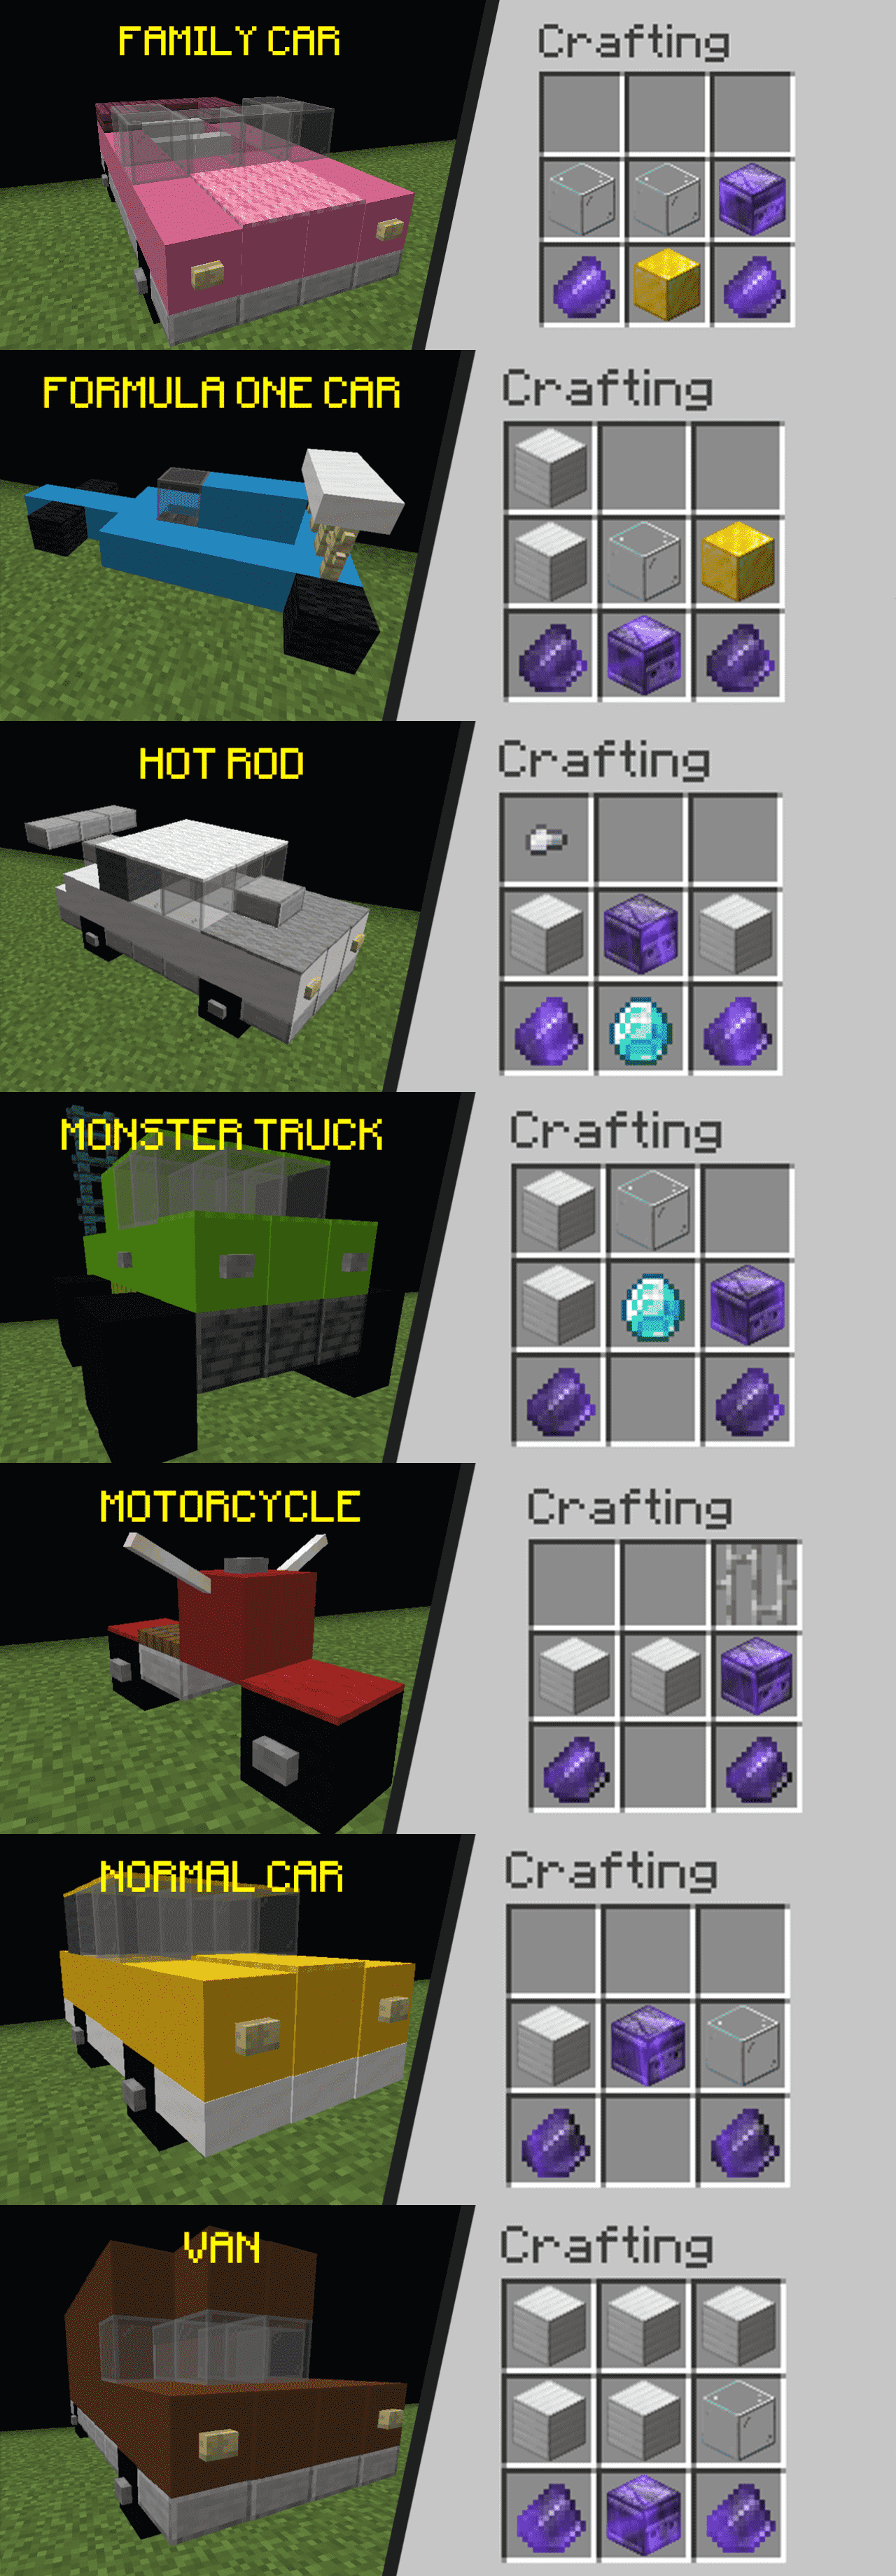 FAMILY CAR
Crafting
FORMULA ONE CAR
Crafting
HOT ROD
Crafting
MONSTER TRUCK
Crafting
MOTORCYCLE
Crafting
NORMAL CAR
Crafting
VAN
Crafting